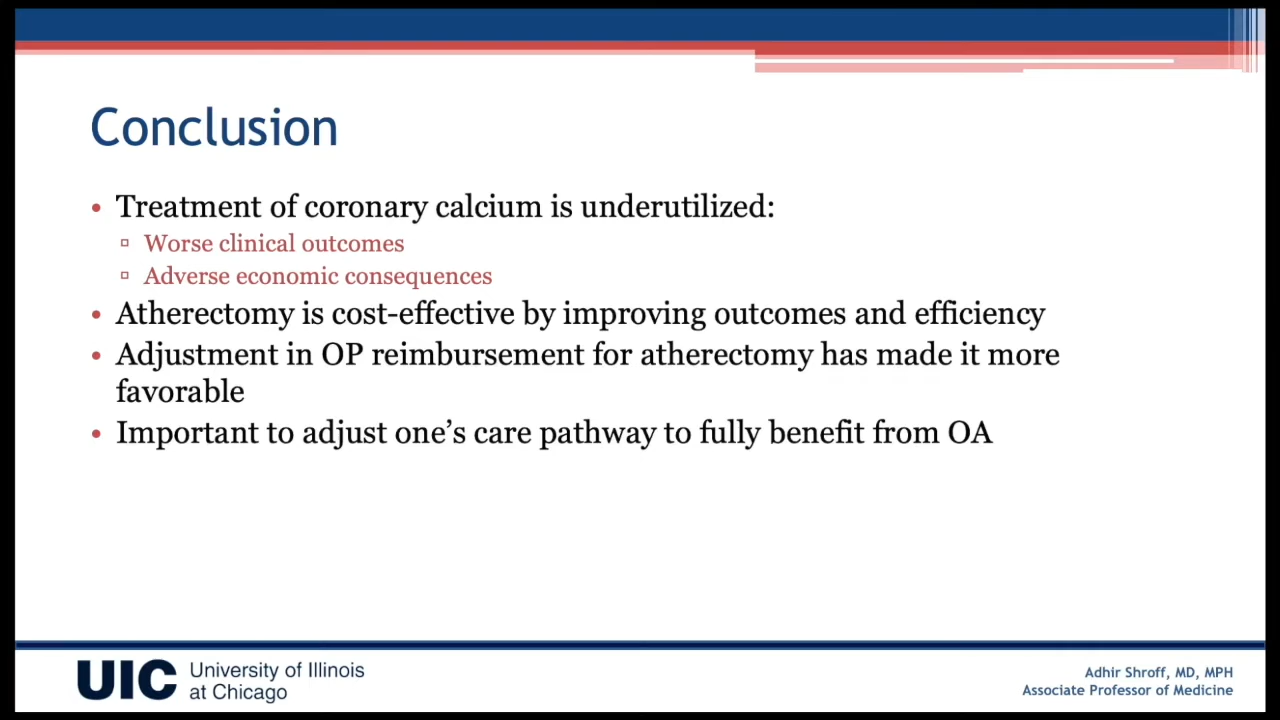 Conclusion
• Treatment of coronary calcium is underutilized:
▫ Worse clinical outcomes
▫ Adverse economic consequences
• Atherectomy is cost-effective by improving outcomes and efficiency
• Adjustment in OP reimbursement for atherectomy has made it more
favorable
• Important to adjust one’s care pathway to fully benefit from OA
UIC University of Illinois
at Chicago
Adhir Shroff, MD, MPH
Associate Professor of Medicine